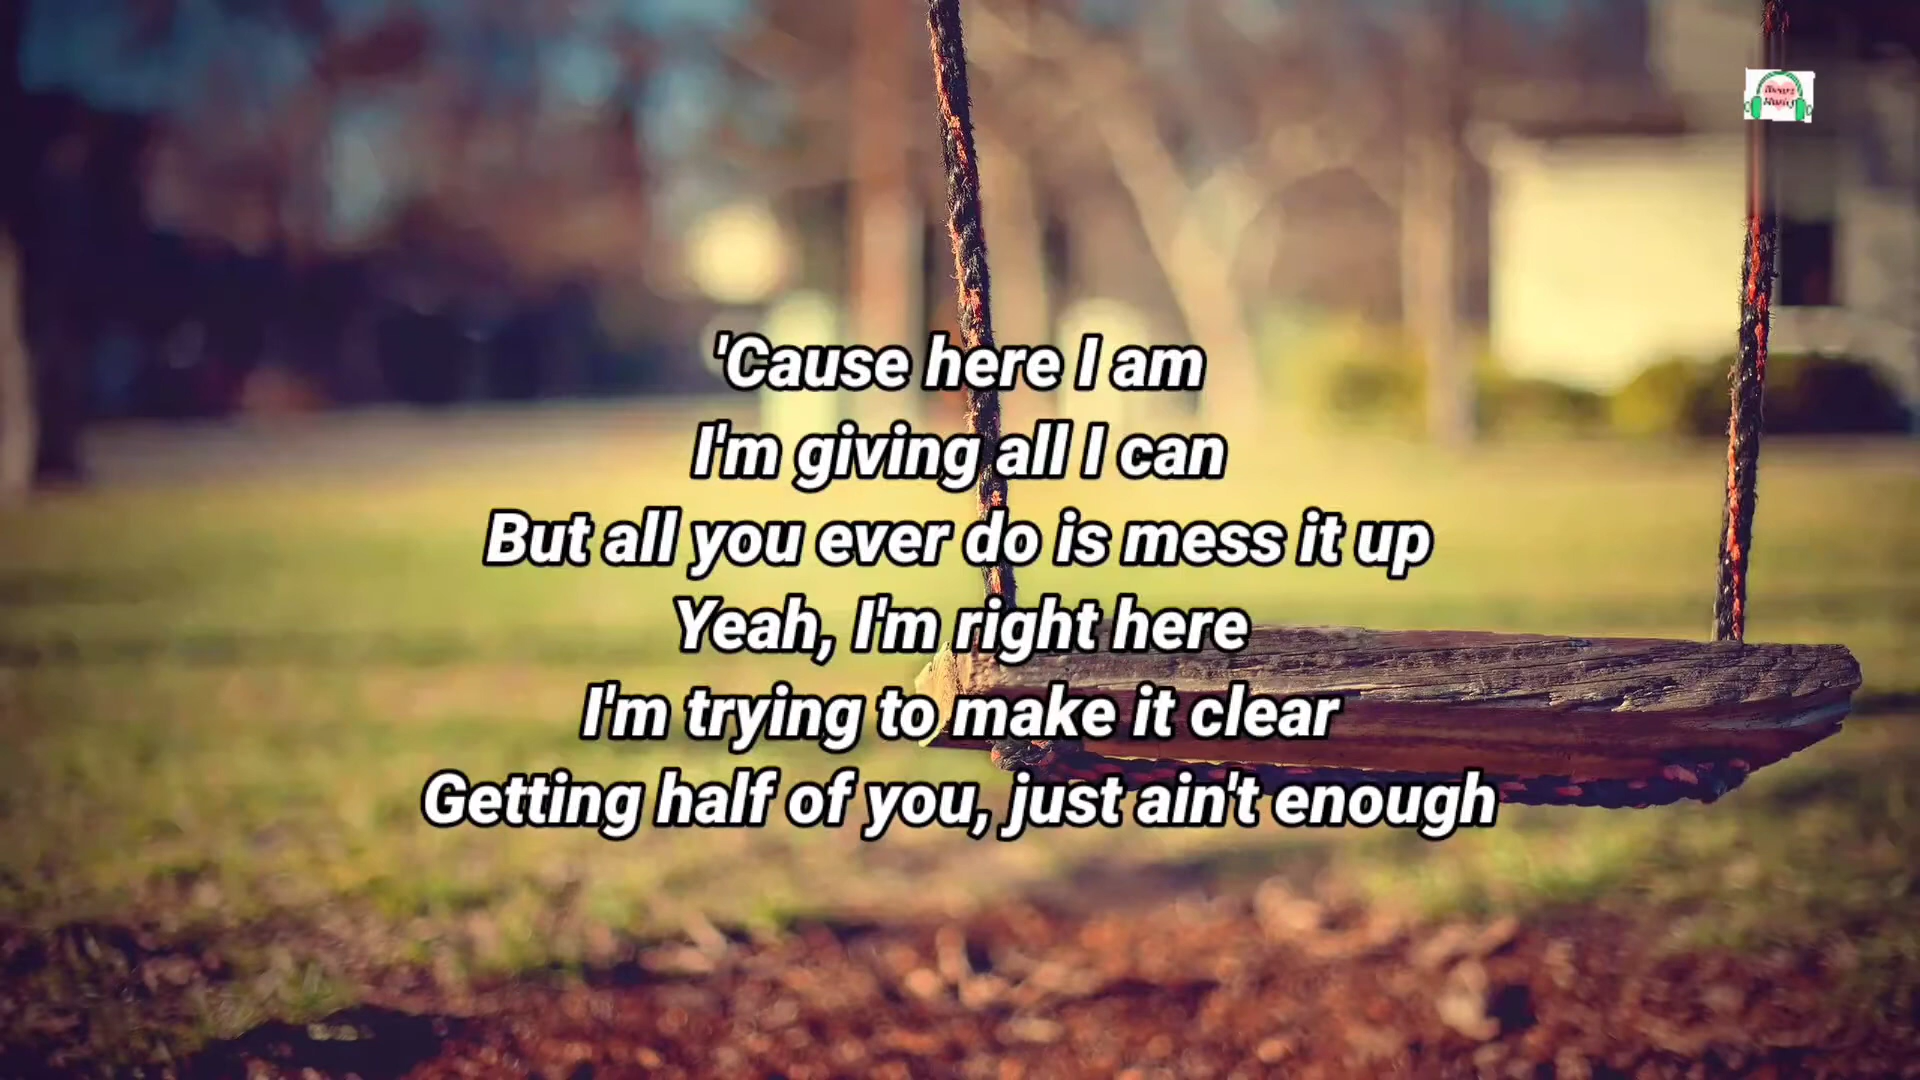 'Cause here I am
I'm giving all I can
But all you ever do is mess it up
Yeah, I'm right here
I'm trying to make it clear
Getting half of you, just ain't enough